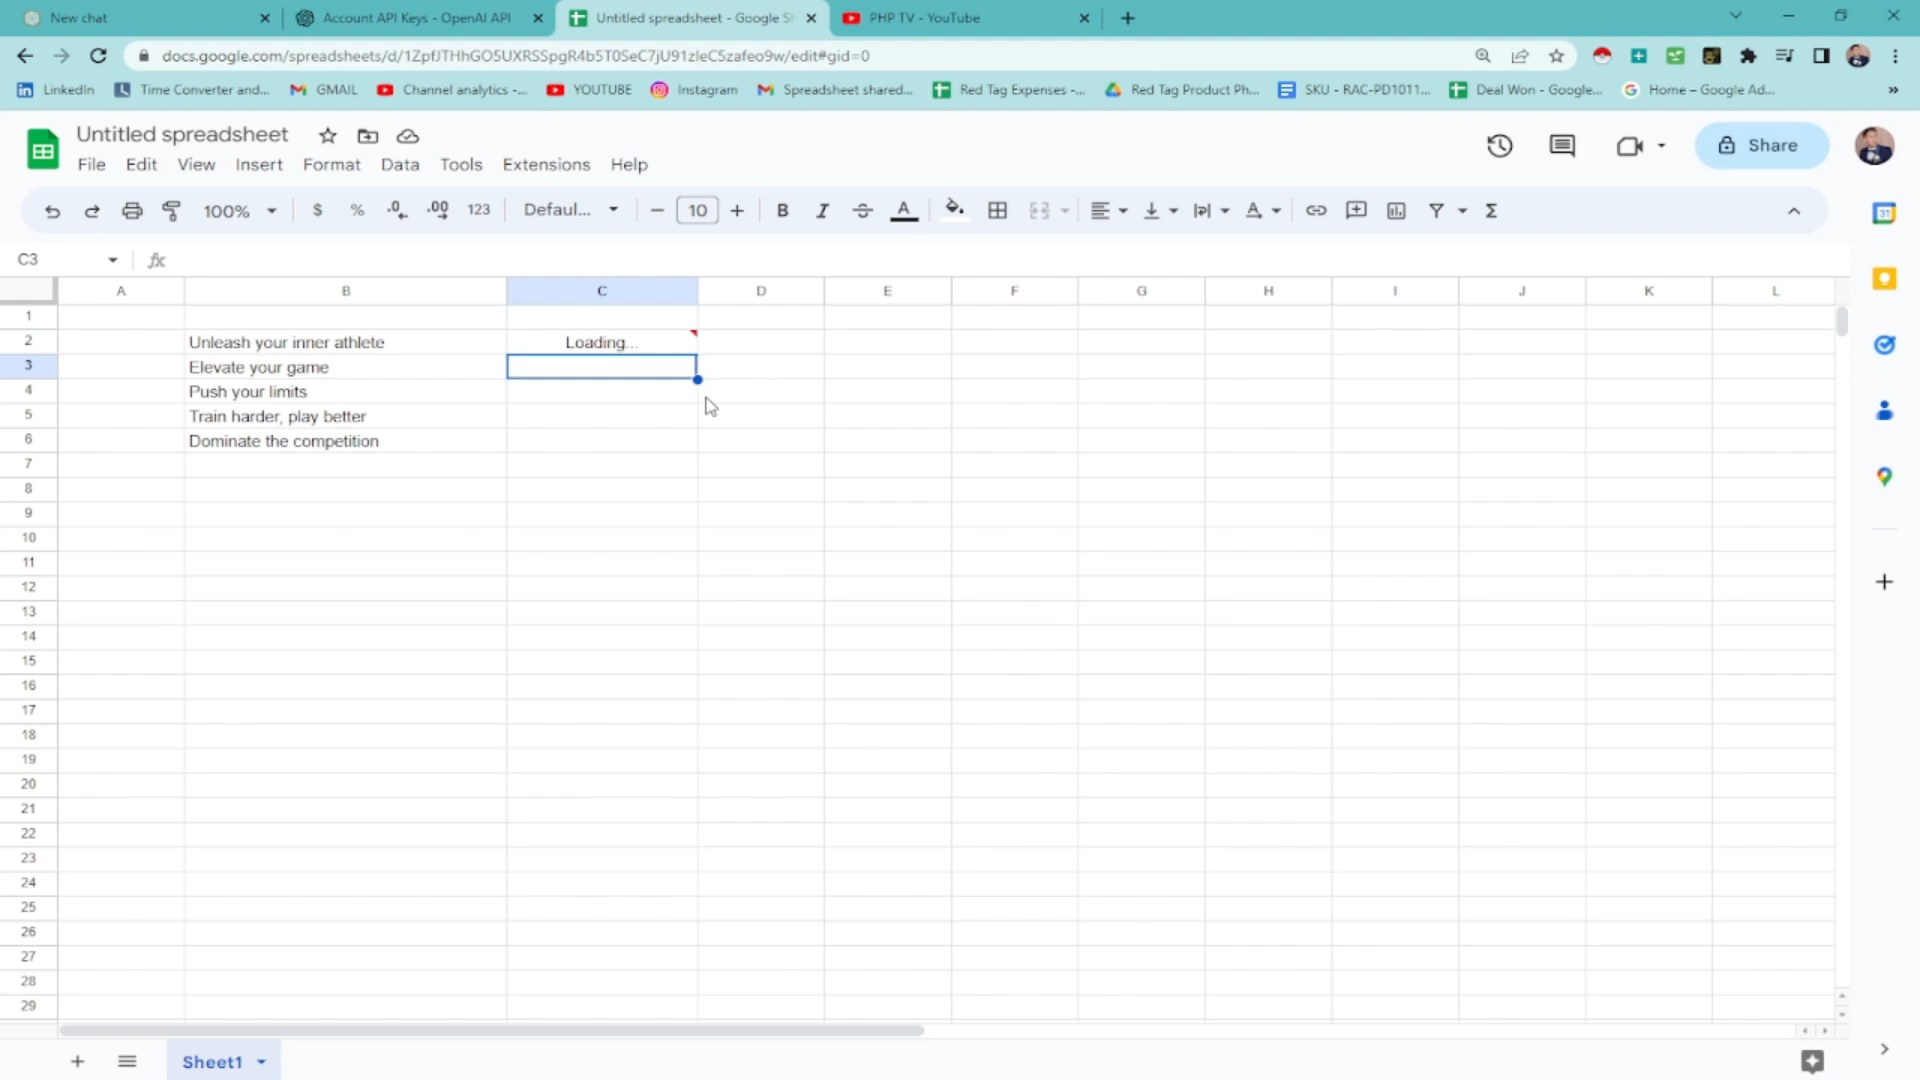 New chat
Account API Keys - OpenAI API
Untitled spreadsheet - Google Sh
PHP TV - YouTube
docs.google.com/spreadsheets/d/1ZpfJTHhGO5UXRSSpgR4b5T0SeC7jU91zleC5zafeo9w/edit#gid=0
LinkedIn
Time Converter and...
GMAIL
Channel analytics -...
YOUTUBE
Instagram
Spreadsheet shared...
Red Tag Expenses -...
Red Tag Product Ph...
SKU - RAC-PD1011...
Deal Won - Google...
Home – Google Ad...
Untitled spreadsheet
File Edit View Insert Format Data Tools Extensions Help
Share
100% $ % .0 .00 123 Defaul... 10 B I A
C3 fx
A B C D E F G H I J K L
1
2 Unleash your inner athlete Loading...
3 Elevate your game
4 Push your limits
5 Train harder, play better
6 Dominate the competition
7
8
9
10
11
12
13
14
15
16
17
18
19
20
21
22
23
24
25
26
27
28
29
Sheet1